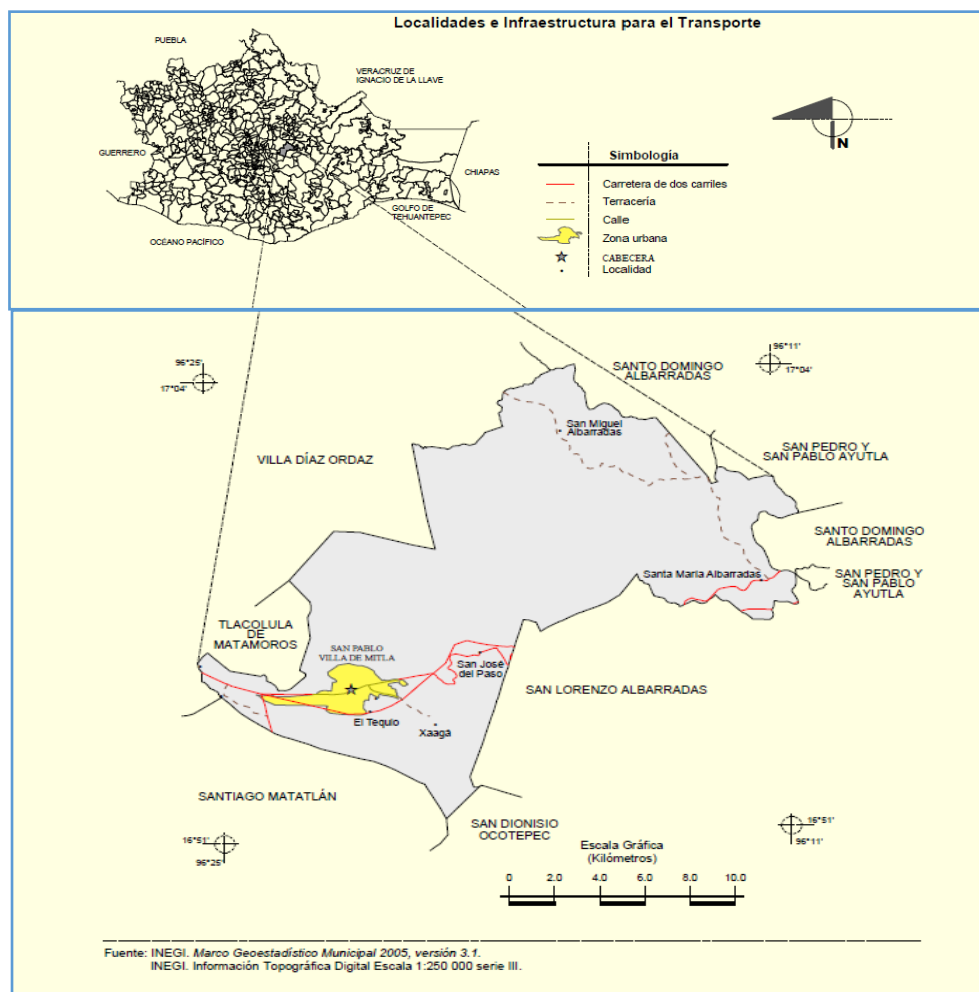 Localidades e Infraestructura para el Transporte
PUEBLA
VERACRUZ DE
IGNACIO DE LA LLAVE
GUERRERO
CHIAPAS
GOLFO DE
TEHUANTEPEC
OCÉANO PACÍFICO
N
Simbología
Carretera de dos carriles
Terracería
Calle
Zona urbana
CABECERA
Localidad
96°25'
17°04'
96°11'
17°04'
SANTO DOMINGO
ALBARRADAS
San Miguel
Albarradas
VILLA DÍAZ ORDAZ
SAN PEDRO Y
SAN PABLO AYUTLA
SANTO DOMINGO
ALBARRADAS
Santa María Albarradas
SAN PEDRO Y
SAN PABLO
AYUTLA
TLACOLULA
DE
MATAMOROS
SAN PABLO
VILLA DE MITLA
San José
del Paso
SAN LORENZO ALBARRADAS
El Tequio
Xaagá
SANTIAGO MATATLÁN
SAN DIONISIO
OCOTEPEC
16°51'
96°25'
16°51'
96°11'
Escala Gráfica
(Kilómetros)
0 2.0 4.0 6.0 8.0 10.0
Fuente: INEGI. Marco Geoestadístico Municipal 2005, versión 3.1.
INEGI. Información Topográfica Digital Escala 1:250 000 serie III.